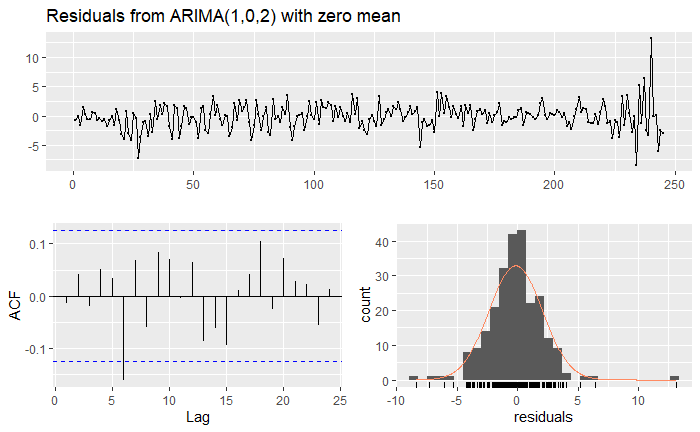 Residuals from ARIMA(1,0,2) with zero mean
10
5
0
-5
0 50 100 150 200 250
ACF
0.1
0.0
-0.1
0 5 10 15 20 25
Lag
count
40
30
20
10
0
-10 -5 0 5 10
residuals